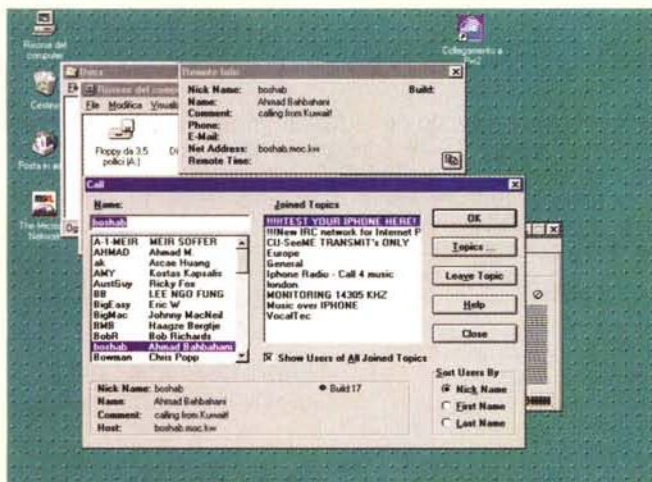 Risorse del computer
Cestino
Posta in ar
The Micros Network
Collegamento a Pwl2
Docs
Risorse del compu
File Modifica Visualiz
Floppy da 3.5 pollici (A:)
Remote Info
Nick Name: boshab
Build:
Name: Ahmad Bahbahani
Comment: calling from Kuwait!
Phone:
E-Mail:
Net Address: boshab.moc.kw
Remote Time:
Call
Name:
boshab
A-1-MEIR MEIR SOFFER
AHMAD Ahmad M.
ak Arcae Huang
AMY Kostas Kapsalis
AustGuy Ricky Fox
BB LEE NGO FUNG
BigEasy Eric W
BigMac Johnny MacNeil
BMB Haagze Bergtje
BobR Bob Richards
boshab Ahmad Bahbahani
Bowman Chris Popp
Joined Topics
!!!!TEST YOUR IPHONE HERE!
!!!New IRC network for Internet P
CU-SeeME TRANSMIT's ONLY
Europe
General
Iphone Radio - Call 4 music
london
MONITORING 14305 KHZ
Music over IPHONE
VocalTec
Show Users of All Joined Topics
OK
Topics ...
Leave Topic
Help
Close
Sort Users By
Nick Name
First Name
Last Name
Nick Name: boshab
Build 17
Name: Ahmad Bahbahani
Comment: calling from Kuwait!
Host: boshab.moc.kw